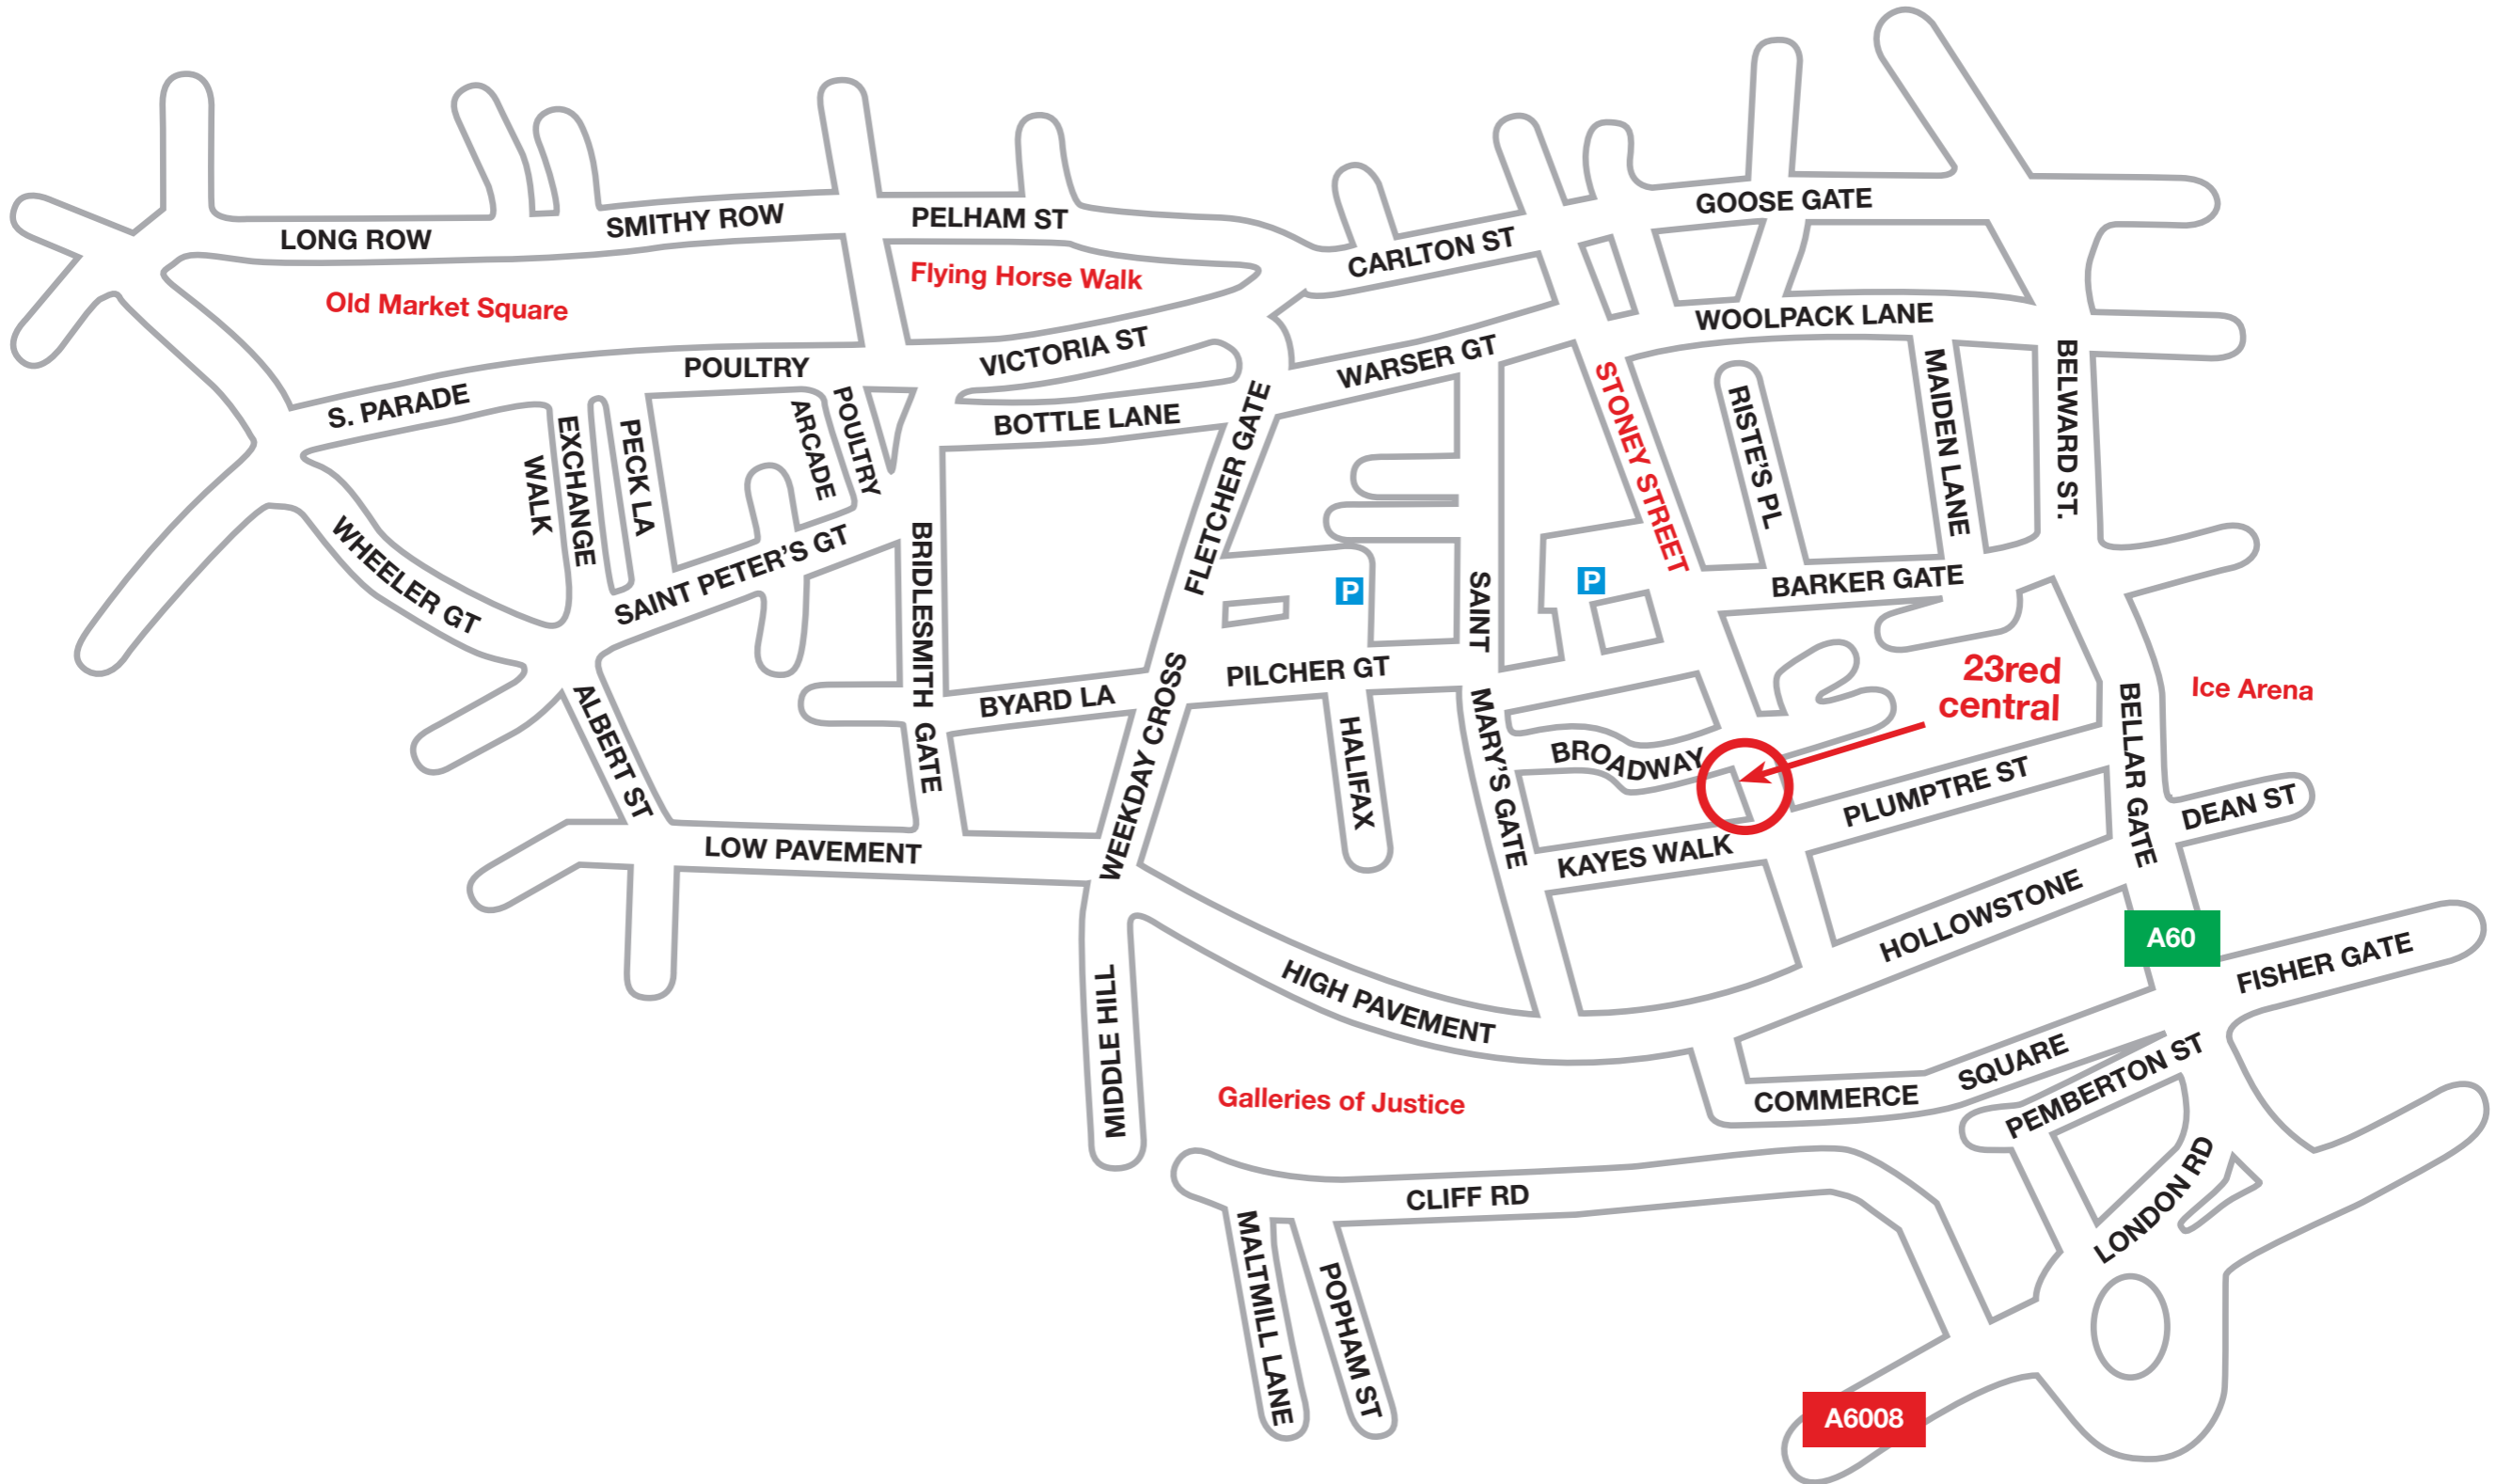 GOOSE GATE
LONG ROW
SMITHY ROW
PELHAM ST
CARLTON ST
Flying Horse Walk
Old Market Square
WOOLPACK LANE
VICTORIA ST
WARSER GT
POULTRY
S. PARADE
BOTTLE LANE
EXCHANGE
WALK
PECK LA
ARCADE
POULTRY
FLETCHER GATE
STONEY STREET
RISTE'S PL
MAIDEN LANE
BELWARD ST.
WHEELER GT
SAINT PETER'S GT
BRIDLESMITH GATE
P
P
SAINT
MARY'S GATE
BARKER GATE
PILCHER GT
BYARD LA
23red
central
Ice Arena
ALBERT ST
WEEKDAY CROSS
HALIFAX
BROADWAY
PLUMPTRE ST
BELLAR GATE
DEAN ST
LOW PAVEMENT
KAYES WALK
HOLLOWSTONE
A60
FISHER GATE
HIGH PAVEMENT
MIDDLE HILL
SQUARE
COMMERCE
PEMBERTON ST
Galleries of Justice
CLIFF RD
LONDON RD
MALTMILL LANE
POPHAM ST
A6008